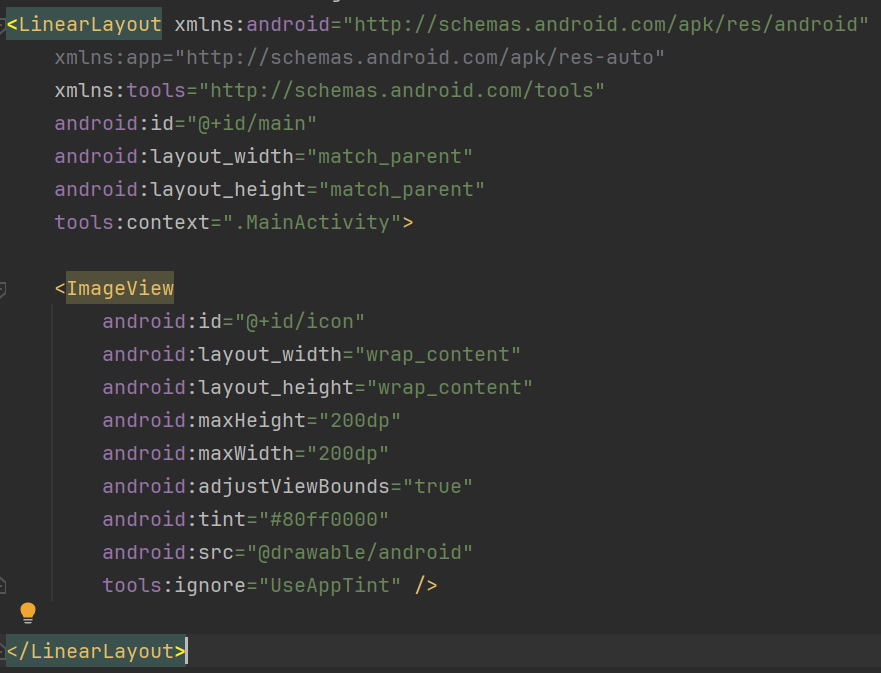 <LinearLayout xmlns:android="http://schemas.android.com/apk/res/android"
    xmlns:app="http://schemas.android.com/apk/res-auto"
    xmlns:tools="http://schemas.android.com/tools"
    android:id="@+id/main"
    android:layout_width="match_parent"
    android:layout_height="match_parent"
    tools:context=".MainActivity">
    <ImageView
        android:id="@+id/icon"
        android:layout_width="wrap_content"
        android:layout_height="wrap_content"
        android:maxHeight="200dp"
        android:maxWidth="200dp"
        android:adjustViewBounds="true"
        android:tint="#80ff0000"
        android:src="@drawable/android"
        tools:ignore="UseAppTint" />
</LinearLayout>